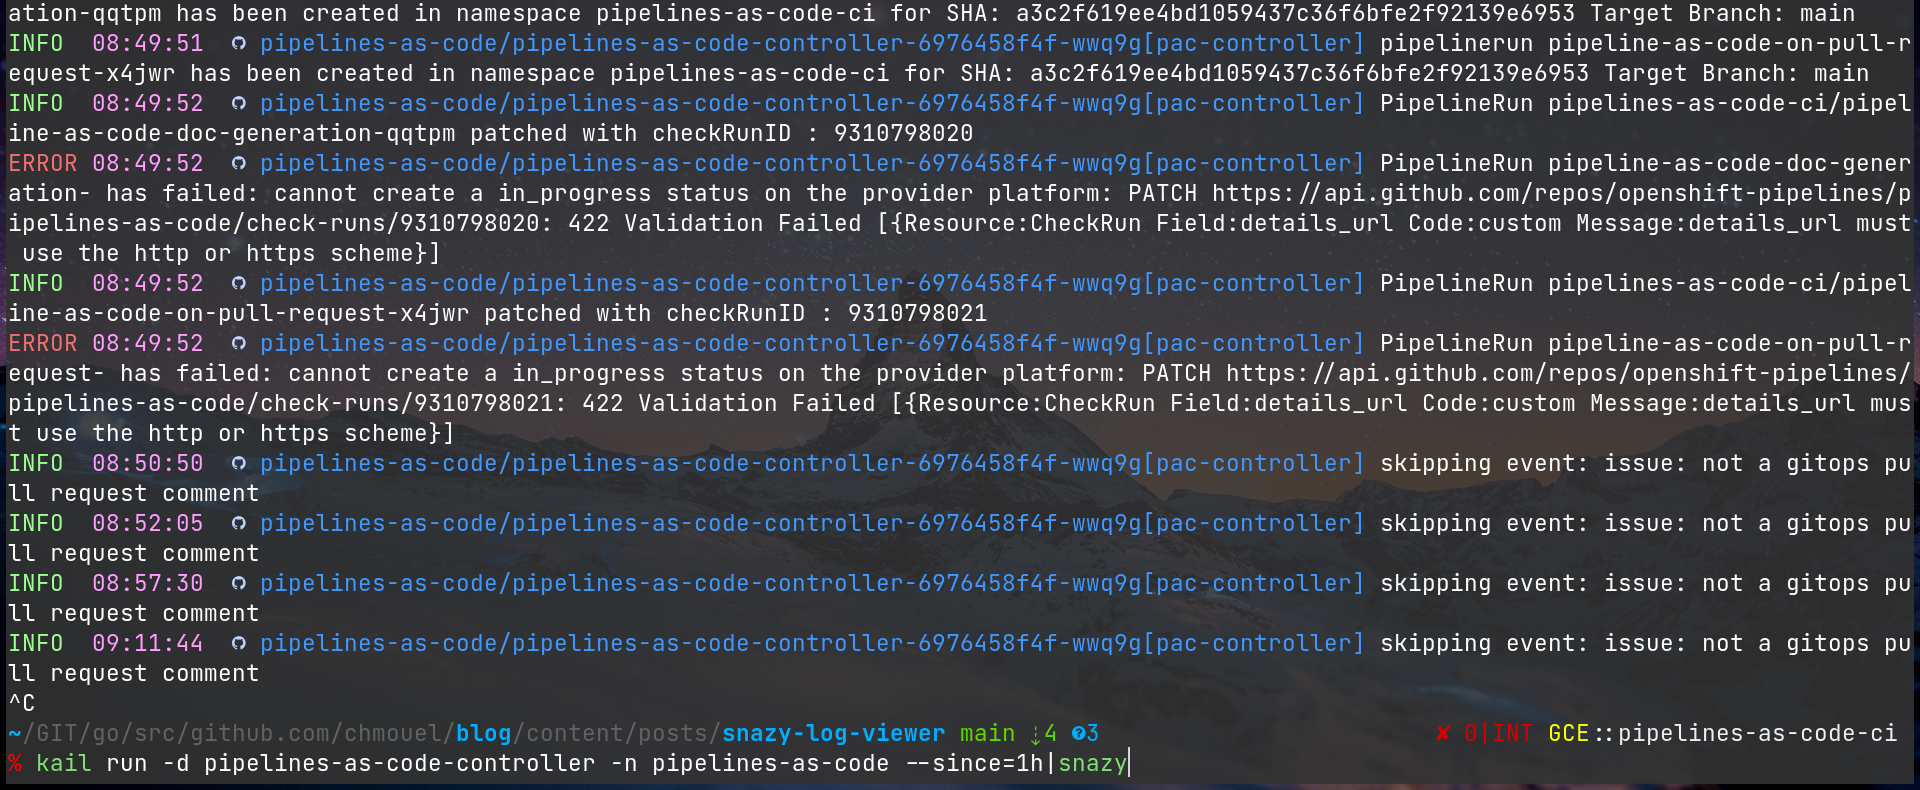 ation-qqtpm has been created in namespace pipelines-as-code-ci for SHA: a3c2f619ee4bd1059437c36f6bfe2f92139e6953 Target Branch: main
INFO  08:49:51  pipelines-as-code/pipelines-as-code-controller-6976458f4f-wwq9g[pac-controller] pipelinerun pipeline-as-code-on-pull-r
equest-x4jwr has been created in namespace pipelines-as-code-ci for SHA: a3c2f619ee4bd1059437c36f6bfe2f92139e6953 Target Branch: main
INFO  08:49:52  pipelines-as-code/pipelines-as-code-controller-6976458f4f-wwq9g[pac-controller] PipelineRun pipelines-as-code-ci/pipel
ine-as-code-doc-generation-qqtpm patched with checkRunID : 9310798020
ERROR 08:49:52  pipelines-as-code/pipelines-as-code-controller-6976458f4f-wwq9g[pac-controller] PipelineRun pipeline-as-code-doc-gener
ation- has failed: cannot create a in_progress status on the provider platform: PATCH https://api.github.com/repos/openshift-pipelines/p
ipelines-as-code/check-runs/9310798020: 422 Validation Failed [{Resource:CheckRun Field:details_url Code:custom Message:details_url must
 use the http or https scheme}]
INFO  08:49:52  pipelines-as-code/pipelines-as-code-controller-6976458f4f-wwq9g[pac-controller] PipelineRun pipelines-as-code-ci/pipel
ine-as-code-on-pull-request-x4jwr patched with checkRunID : 9310798021
ERROR 08:49:52  pipelines-as-code/pipelines-as-code-controller-6976458f4f-wwq9g[pac-controller] PipelineRun pipeline-as-code-on-pull-r
equest- has failed: cannot create a in_progress status on the provider platform: PATCH https://api.github.com/repos/openshift-pipelines/
pipelines-as-code/check-runs/9310798021: 422 Validation Failed [{Resource:CheckRun Field:details_url Code:custom Message:details_url mus
t use the http or https scheme}]
INFO  08:50:50  pipelines-as-code/pipelines-as-code-controller-6976458f4f-wwq9g[pac-controller] skipping event: issue: not a gitops pu
ll request comment
INFO  08:52:05  pipelines-as-code/pipelines-as-code-controller-6976458f4f-wwq9g[pac-controller] skipping event: issue: not a gitops pu
ll request comment
INFO  08:57:30  pipelines-as-code/pipelines-as-code-controller-6976458f4f-wwq9g[pac-controller] skipping event: issue: not a gitops pu
ll request comment
INFO  09:11:44  pipelines-as-code/pipelines-as-code-controller-6976458f4f-wwq9g[pac-controller] skipping event: issue: not a gitops pu
ll request comment
^C
~/GIT/go/src/github.com/chmouel/blog/content/posts/snazy-log-viewer main ⇣4 ?3 ✘ 0|INT GCE::pipelines-as-code-ci
% kail run -d pipelines-as-code-controller -n pipelines-as-code --since=1h|snazy